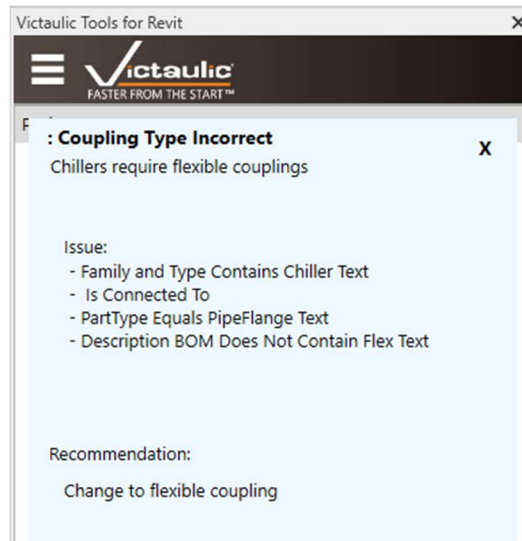 Victaulic Tools for Revit X
Victaulic
FASTER FROM THE START™
: Coupling Type Incorrect
X
Chillers require flexible couplings
Issue:
- Family and Type Contains Chiller Text
- Is Connected To
- PartType Equals PipeFlange Text
- Description BOM Does Not Contain Flex Text
Recommendation:
Change to flexible coupling